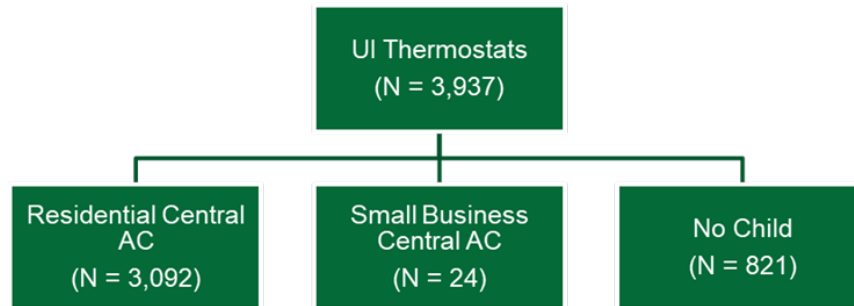 UI Thermostats
(N = 3,937)
Residential Central
AC
(N = 3,092)
Small Business
Central AC
(N = 24)
No Child
(N = 821)